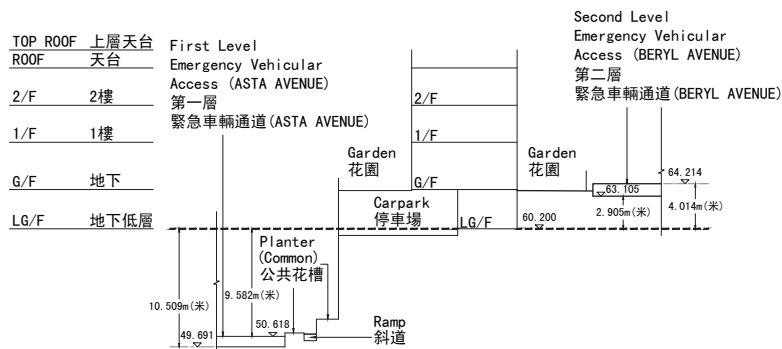 TOP ROOF 上層天台
ROOF 天台
2/F 2樓
1/F 1樓
G/F 地下
LG/F 地下低層
First Level
Emergency Vehicular
Access (ASTA AVENUE)
第一層
緊急車輛通道(ASTA AVENUE)
Second Level
Emergency Vehicular
Access (BERYL AVENUE)
第二層
緊急車輛通道(BERYL AVENUE)
2/F
1/F
G/F
LG/F
Garden
花園
Garden
花園
Carpark
停車場
64.214
63.105
4.014m(米)
2.905m(米)
60.200
Planter
(Common)
公共花槽
10.509m(米)
9.582m(米)
49.691
50.618
Ramp
斜道